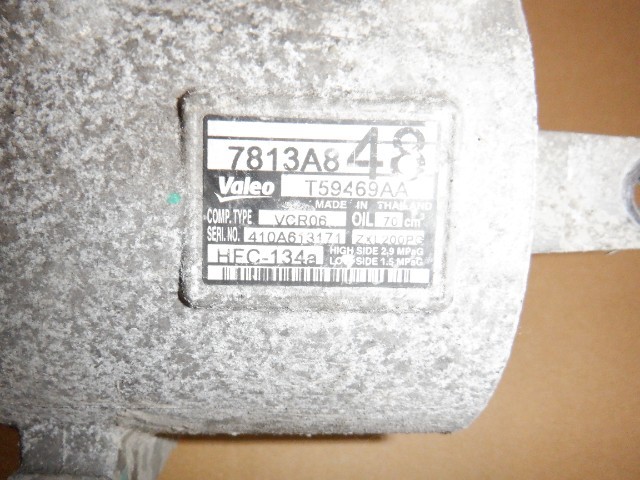 7813A848
Valeo T59469AA
MADE IN THAILAND
COMP. TYPE VCR06 OIL 70 cm³
SERI. NO. 410A613171
HFC-134a HIGH SIDE 2.9 MPaG
LOW SIDE 1.5 MPaG